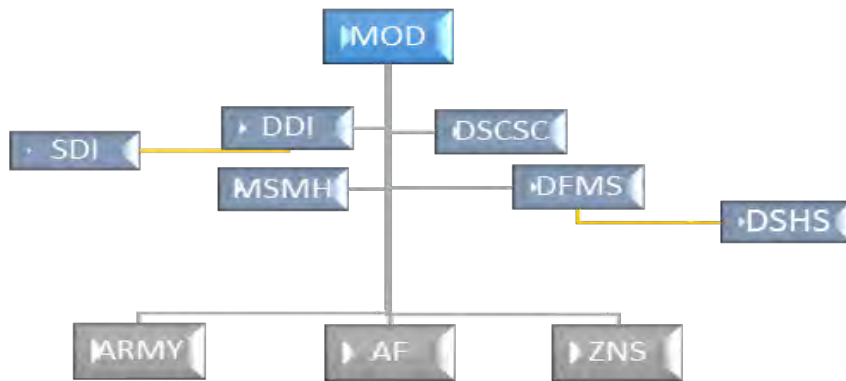 MOD
DDI
DSCSC
SDI
MSMH
DFMS
DSHS
ARMY
AF
ZNS